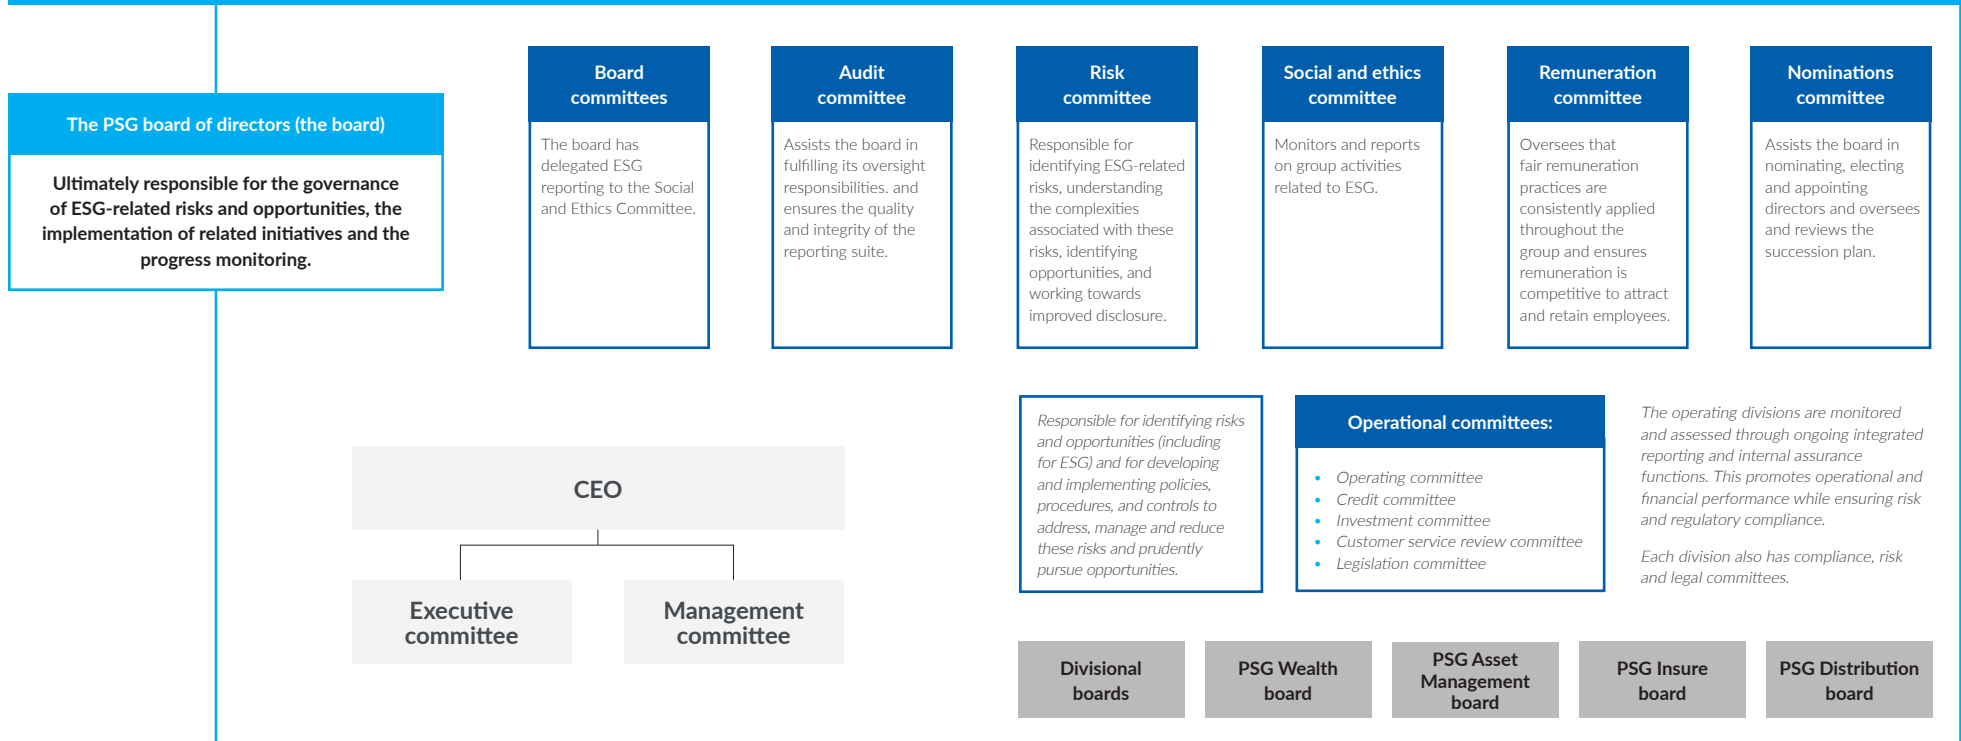 The PSG board of directors (the board)
Ultimately responsible for the governance
of ESG-related risks and opportunities, the
implementation of related initiatives and the
progress monitoring.
Board
committees
The board has
delegated ESG
reporting to the Social
and Ethics Committee.
Audit
committee
Assists the board in
fulfilling its oversight
responsibilities. and
ensures the quality
and integrity of the
reporting suite.
Risk
committee
Responsible for
identifying ESG-related
risks, understanding
the complexities
associated with these
risks, identifying
opportunities, and
working towards
improved disclosure.
Social and ethics
committee
Monitors and reports
on group activities
related to ESG.
Remuneration
committee
Oversees that
fair remuneration
practices are
consistently applied
throughout the
group and ensures
remuneration is
competitive to attract
and retain employees.
Nominations
committee
Assists the board in
nominating, electing
and appointing
directors and oversees
and reviews the
succession plan.
CEO
Executive
committee
Management
committee
Responsible for identifying risks
and opportunities (including
for ESG) and for developing
and implementing policies,
procedures, and controls to
address, manage and reduce
these risks and prudently
pursue opportunities.
Operational committees:
• Operating committee
• Credit committee
• Investment committee
• Customer service review committee
• Legislation committee
The operating divisions are monitored
and assessed through ongoing integrated
reporting and internal assurance
functions. This promotes operational and
financial performance while ensuring risk
and regulatory compliance.
Each division also has compliance, risk
and legal committees.
Divisional
boards
PSG Wealth
board
PSG Asset
Management
board
PSG Insure
board
PSG Distribution
board